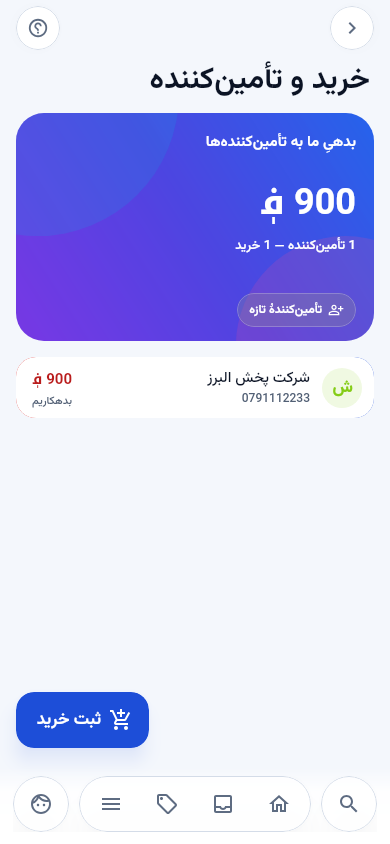 خرید و تأمین‌کننده
بدهیِ ما به تأمین‌کننده‌ها
900 ؋
1 تأمین‌کننده — 1 خرید
تأمین‌کنندهٔ تازه
ش
شرکت پخش البرز
0791112233
900 ؋
بدهکاریم
ثبت خرید